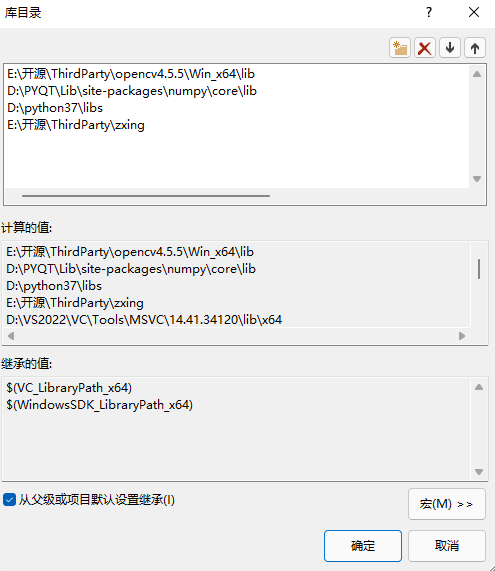 库目录
?
E:\开源\ThirdParty\opencv4.5.5\Win_x64\lib
D:\PYQT\Lib\site-packages\numpy\core\lib
D:\python37\libs
E:\开源\ThirdParty\zxing
计算的值:
E:\开源\ThirdParty\opencv4.5.5\Win_x64\lib
D:\PYQT\Lib\site-packages\numpy\core\lib
D:\python37\libs
E:\开源\ThirdParty\zxing
D:\VS2022\VC\Tools\MSVC\14.41.34120\lib\x64
继承的值:
$(VC_LibraryPath_x64)
$(WindowsSDK_LibraryPath_x64)
从父级或项目默认设置继承(I)
宏(M) >>
确定
取消